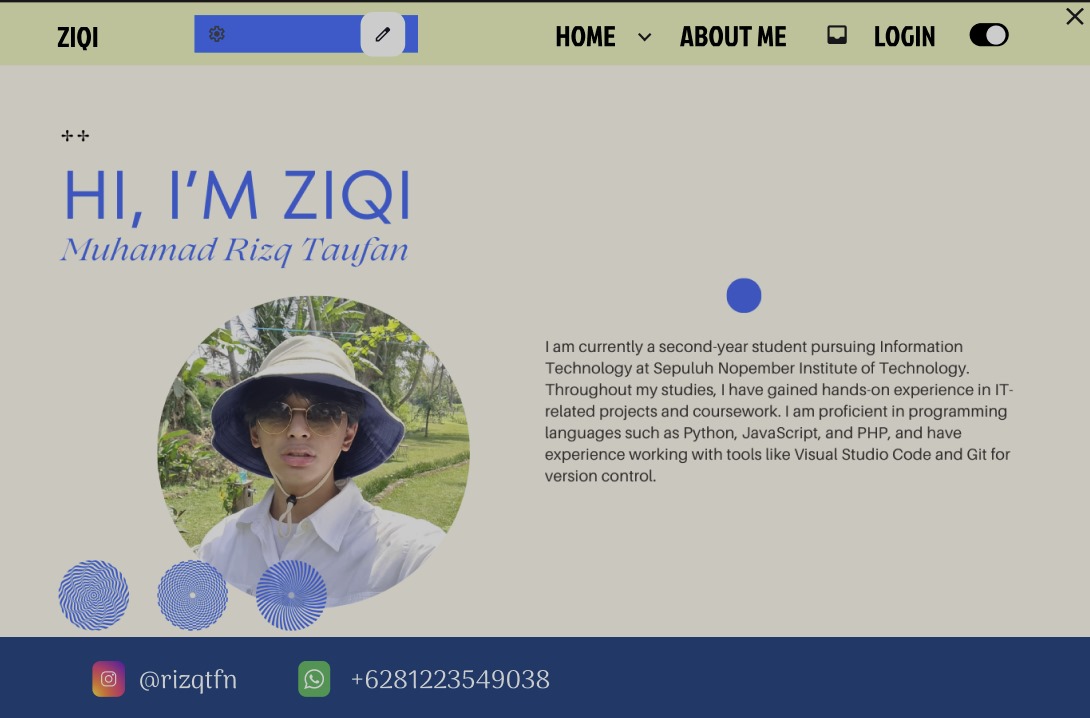 ZIQI
HOME
ABOUT ME
LOGIN
HI, I'M ZIQI
Muhamad Rizq Taufan
I am currently a second-year student pursuing Information
Technology at Sepuluh Nopember Institute of Technology.
Throughout my studies, I have gained hands-on experience in IT-
related projects and coursework. I am proficient in programming
languages such as Python, JavaScript, and PHP, and have
experience working with tools like Visual Studio Code and Git for
version control.
@rizqtfn
+6281223549038